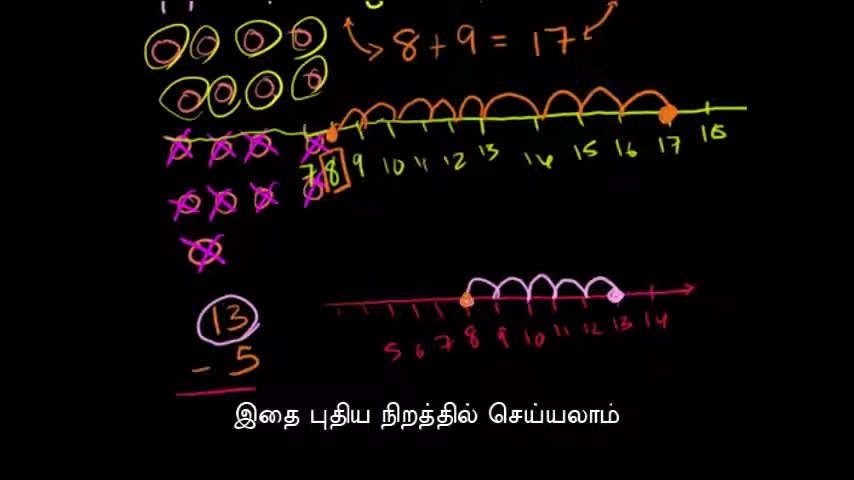 8 + 9 = 17
7 8 9 10 11 12 13 14 15 16 17 18
13
- 5
5 6 7 8 9 10 11 12 13 14
இதை புதிய நிறத்தில் செய்யலாம்